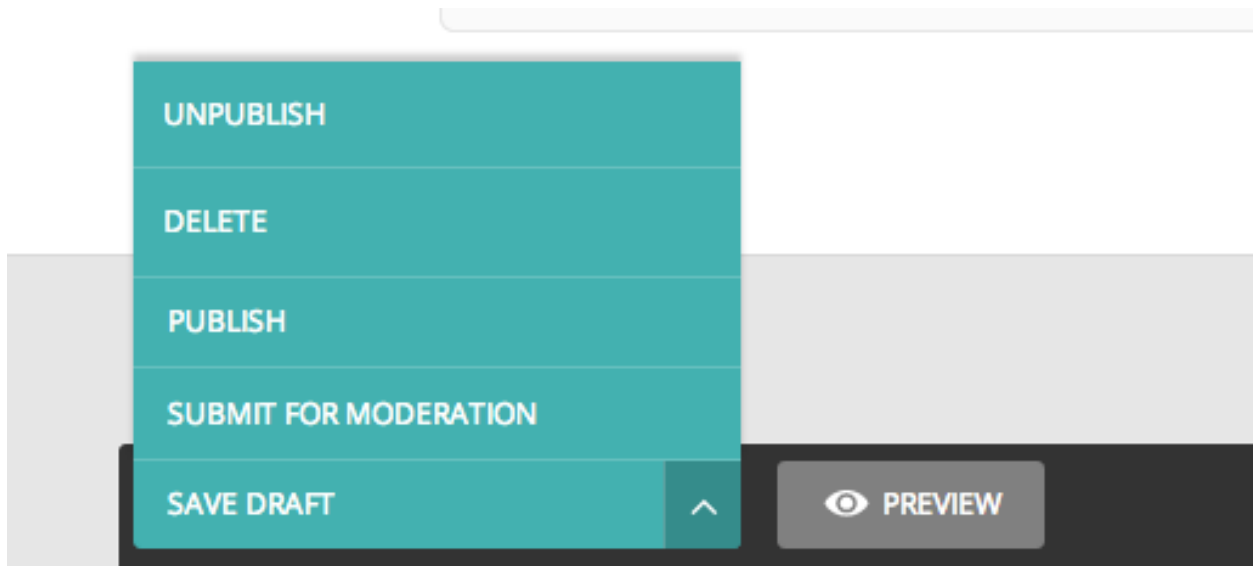 UNPUBLISH
DELETE
PUBLISH
SUBMIT FOR MODERATION
SAVE DRAFT
PREVIEW